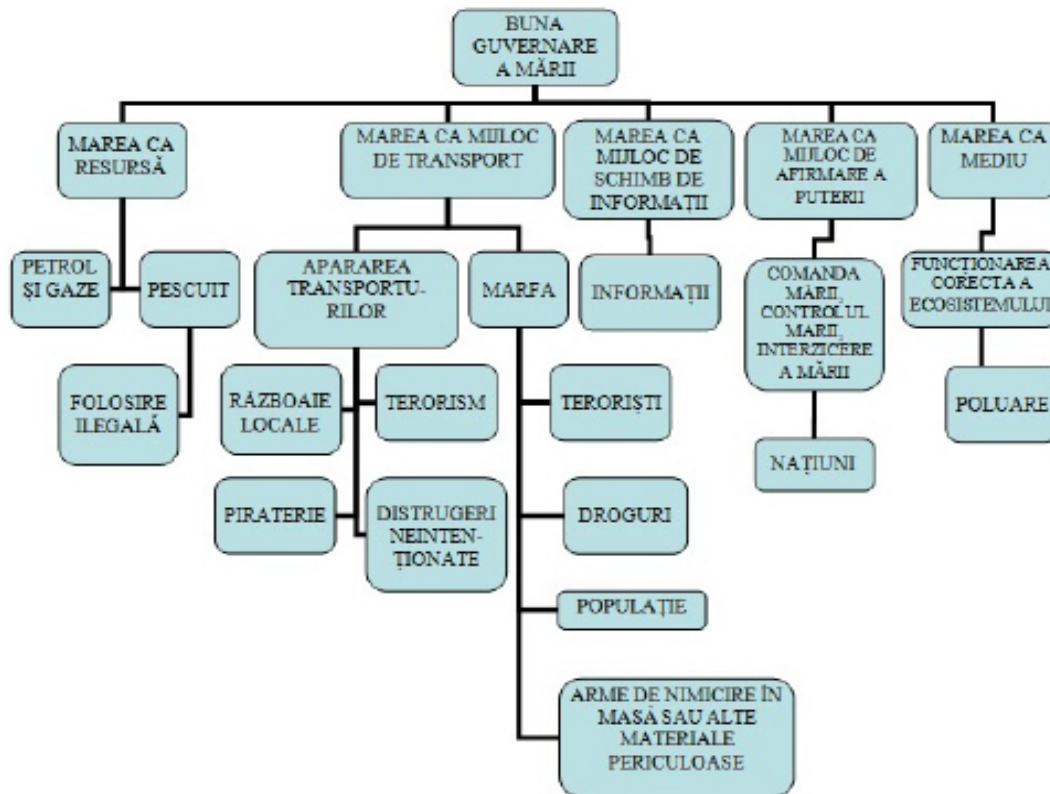 BUNA
GUVERNARE
A MĂRII
MAREA CA
RESURSĂ
MAREA CA MIJLOC
DE TRANSPORT
MAREA CA
MIJLOC DE
SCHIMB DE
INFORMAȚII
MAREA CA
MIJLOC DE
AFIRMARE A
PUTERII
MAREA CA
MEDIU
PETROL
ȘI GAZE
PESCUIT
APARAREA
TRANSPORTU-
RILOR
MARFA
INFORMAȚII
COMANDA
MĂRII,
CONTROLUL
MARII,
INTERZICERE
A MĂRII
FUNCȚIONAREA
CORECTA A
ECOSISTEMULUI
FOLOSIRE
ILEGALĂ
RĂZBOAIE
LOCALE
TERORISM
TERORIȘTI
POLUARE
NAȚIUNI
PIRATERIE
DISTRUGERI
NEINTEN-
ȚIONATE
DROGURI
POPULAȚIE
ARME DE NIMICIRE ÎN
MASĂ SAU ALTE
MATERIALE
PERICULOASE